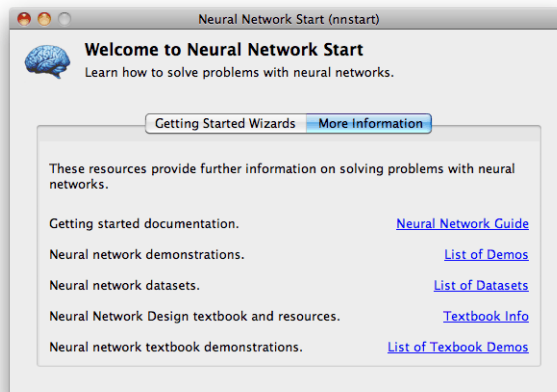 Neural Network Start (nnstart)
Welcome to Neural Network Start
Learn how to solve problems with neural networks.
Getting Started Wizards More Information
These resources provide further information on solving problems with neural
networks.
Getting started documentation. Neural Network Guide
Neural network demonstrations. List of Demos
Neural network datasets. List of Datasets
Neural Network Design textbook and resources. Textbook Info
Neural network textbook demonstrations. List of Texbook Demos